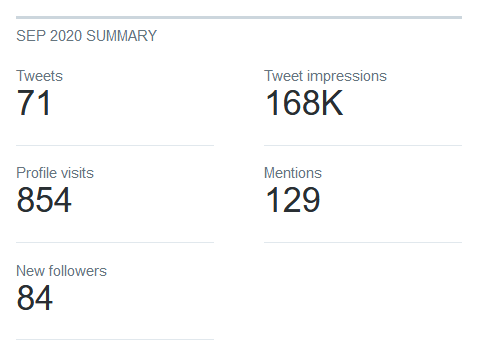 SEP 2020 SUMMARY
Tweets
71
Tweet impressions
168K
Profile visits
854
Mentions
129
New followers
84